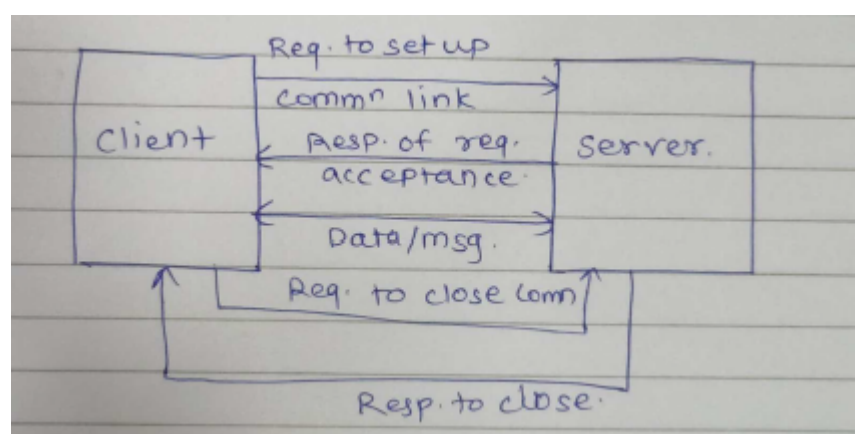 Req. to set up
commⁿ link
Client
Resp. of req.
acceptance.
Server.
Data/msg.
Req. to close comn
Resp. to close.